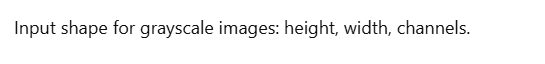 Input shape for grayscale images: height, width, channels.